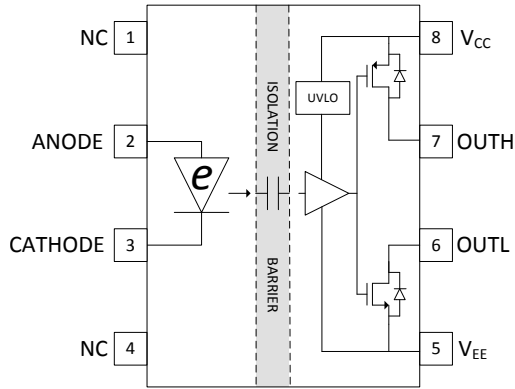 NC 1
ANODE 2
CATHODE 3
NC 4
e
ISOLATION
BARRIER
UVLO
8 VCC
7 OUTH
6 OUTL
5 VEE